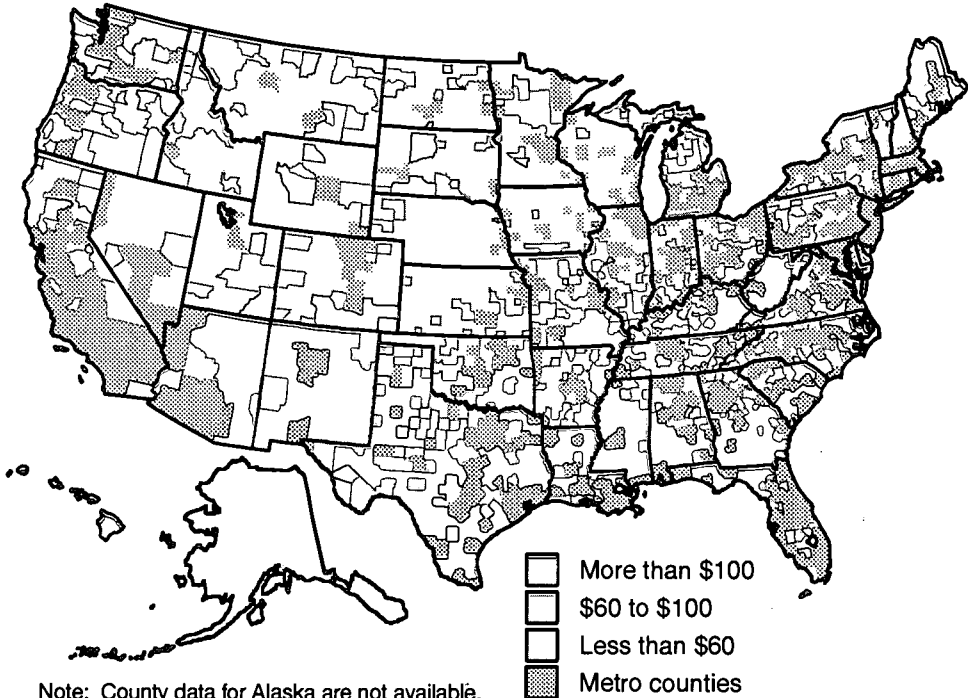 More than $100
$60 to $100
Less than $60
Metro counties
Note: County data for Alaska are not available.